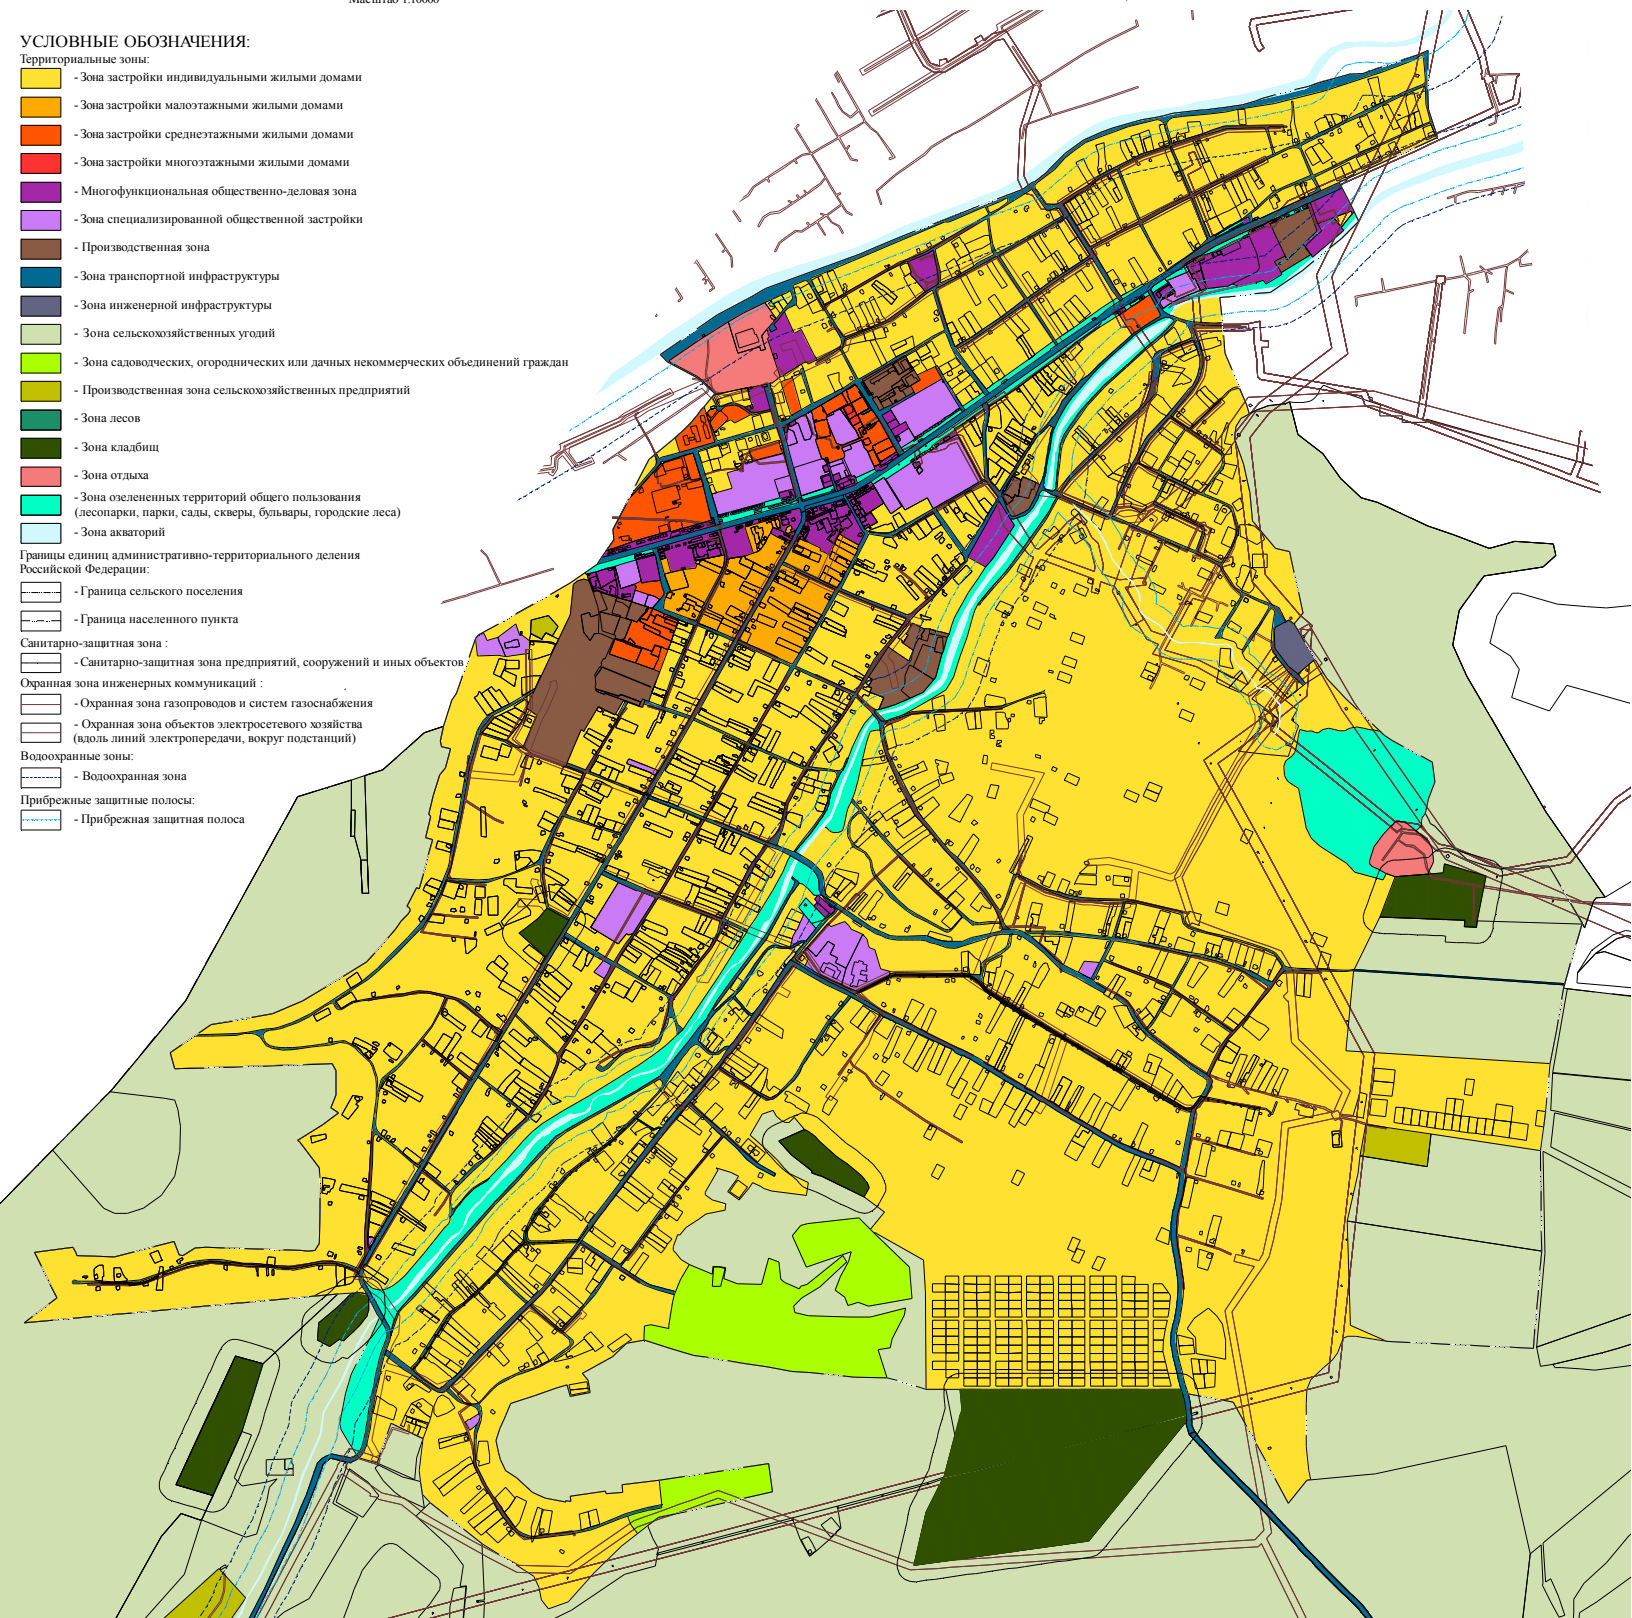 Масштаб 1:10000
УСЛОВНЫЕ ОБОЗНАЧЕНИЯ:
Территориальные зоны:
- Зона застройки индивидуальными жилыми домами
- Зона застройки малоэтажными жилыми домами
- Зона застройки среднеэтажными жилыми домами
- Зона застройки многоэтажными жилыми домами
- Многофункциональная общественно-деловая зона
- Зона специализированной общественной застройки
- Производственная зона
- Зона транспортной инфраструктуры
- Зона инженерной инфраструктуры
- Зона сельскохозяйственных угодий
- Зона садоводческих, огороднических или дачных некоммерческих объединений граждан
- Производственная зона сельскохозяйственных предприятий
- Зона лесов
- Зона кладбищ
- Зона отдыха
- Зона озелененных территорий общего пользования
(лесопарки, парки, сады, скверы, бульвары, городские леса)
- Зона акваторий
Границы единиц административно-территориального деления
Российской Федерации:
- Граница сельского поселения
- Граница населенного пункта
Санитарно-защитная зона :
- Санитарно-защитная зона предприятий, сооружений и иных объектов
Охранная зона инженерных коммуникаций :
- Охранная зона газопроводов и систем газоснабжения
- Охранная зона объектов электросетевого хозяйства
(вдоль линий электропередачи, вокруг подстанций)
Водоохранные зоны:
- Водоохранная зона
Прибрежные защитные полосы:
- Прибрежная защитная полоса